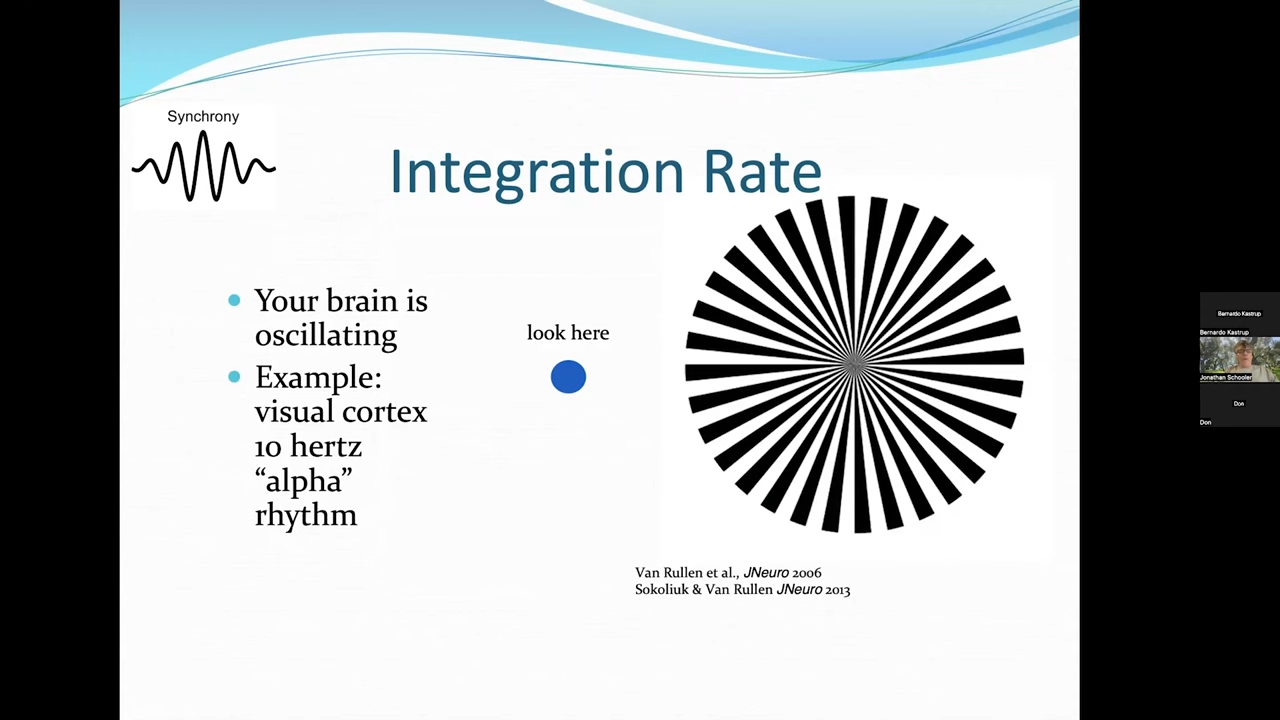 Synchrony
Integration Rate
Your brain is
oscillating
Example:
visual cortex
10 hertz
“alpha”
rhythm
look here
Van Rullen et al., JNeuro 2006
Sokoliuk & Van Rullen JNeuro 2013
Bernardo Kastrup
Bernardo Kastrup
Jonathan Schooler
Don
Don